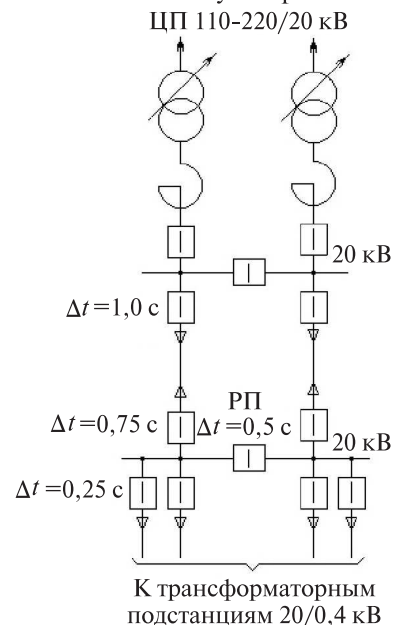 ЦП 110-220/20 кВ
20 кВ
Δt=1,0 с
РП
Δt=0,75 с
Δt=0,5 с
20 кВ
Δt=0,25 с
К трансформаторным
подстанциям 20/0,4 кВ